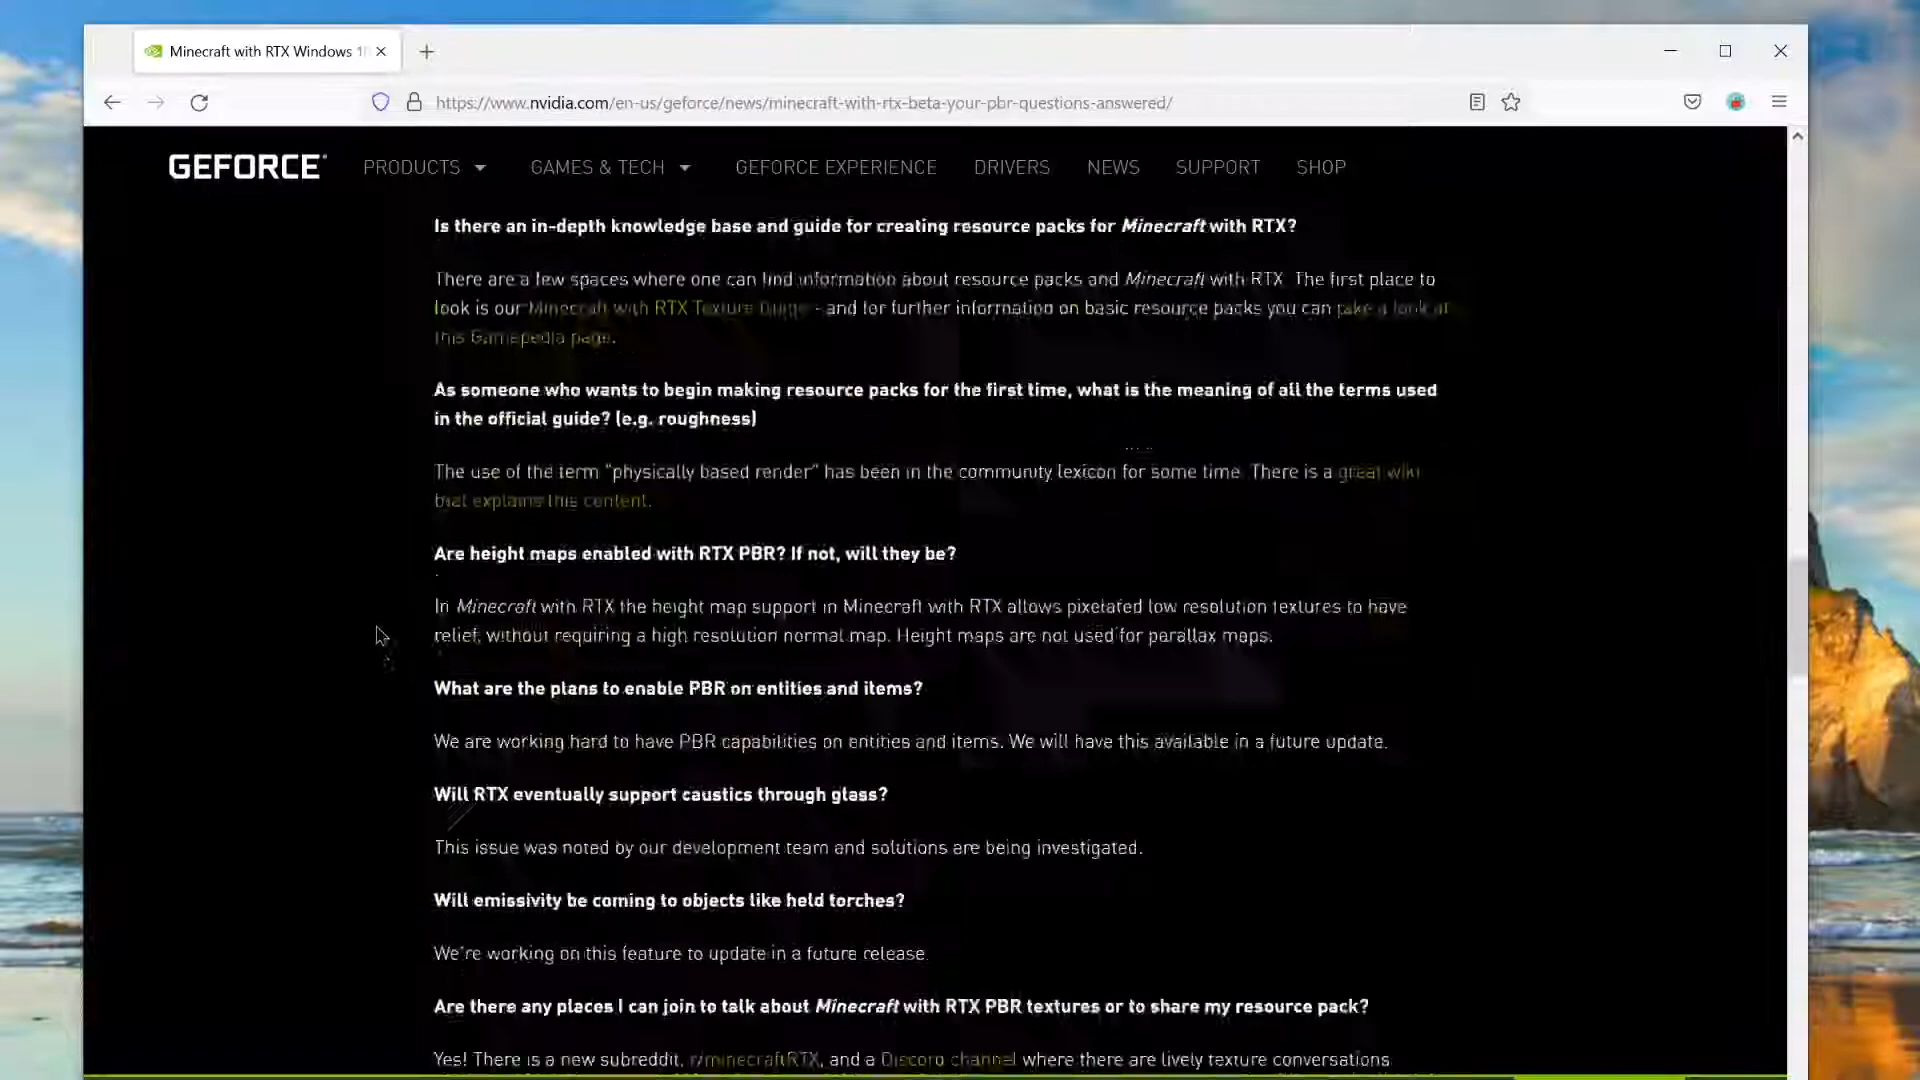 Minecraft with RTX Windows 1
https://www.nvidia.com/en-us/geforce/news/minecraft-with-rtx-beta-your-pbr-questions-answered/
GEFORCE PRODUCTS GAMES & TECH GEFORCE EXPERIENCE DRIVERS NEWS SUPPORT SHOP
Is there an in-depth knowledge base and guide for creating resource packs for Minecraft with RTX?
There are a few spaces where one can find information about resource packs and Minecraft with RTX. The first place to
look is our Minecraft with RTX Texture Guide - and for further information on basic resource packs you can take a look at
this Gamepedia page.
As someone who wants to begin making resource packs for the first time, what is the meaning of all the terms used
in the official guide? (e.g. roughness)
The use of the term "physically based render" has been in the community lexicon for some time. There is a great wiki
that explains this content.
Are height maps enabled with RTX PBR? If not, will they be?
In Minecraft with RTX the height map support in Minecraft with RTX allows pixelated low resolution textures to have
relief, without requiring a high resolution normal map. Height maps are not used for parallax maps.
What are the plans to enable PBR on entities and items?
We are working hard to have PBR capabilities on entities and items. We will have this available in a future update.
Will RTX eventually support caustics through glass?
This issue was noted by our development team and solutions are being investigated.
Will emissivity be coming to objects like held torches?
We're working on this feature to update in a future release.
Are there any places I can join to talk about Minecraft with RTX PBR textures or to share my resource pack?
Yes! There is a new subreddit, r/minecraftRTX, and a Discord channel where there are lively texture conversations